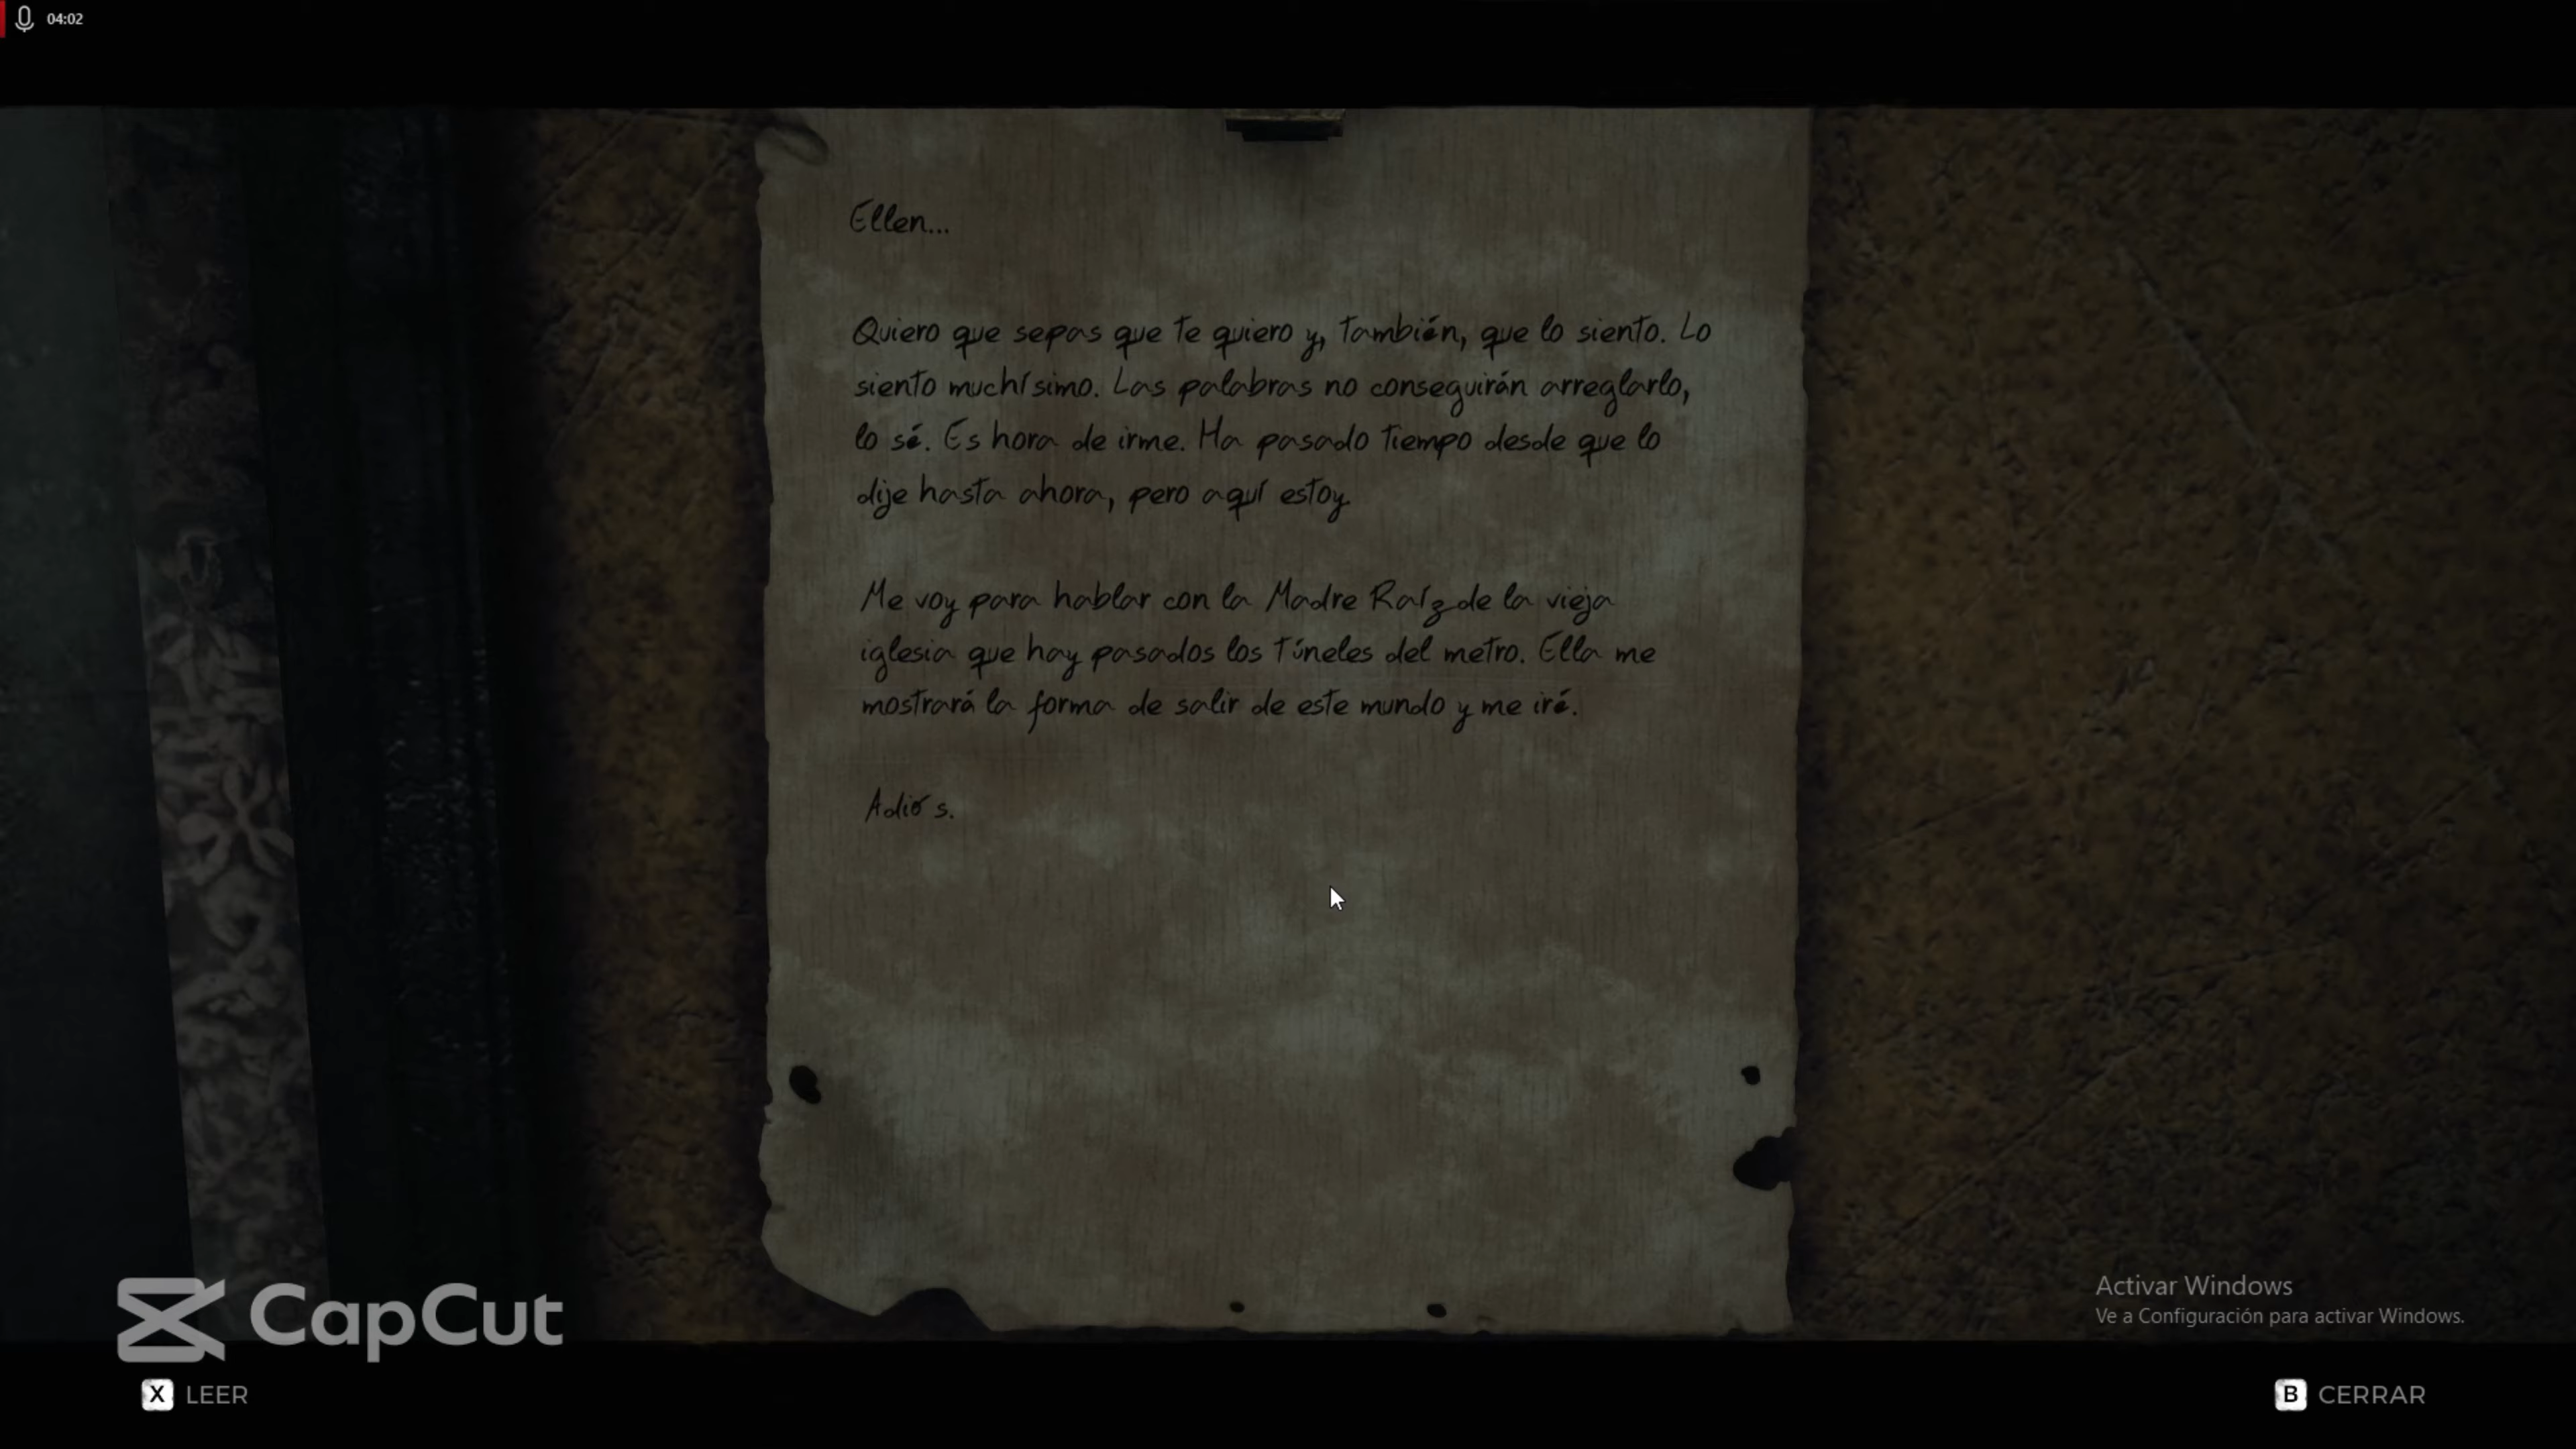 04:02
Ellen...
Quiero que sepas que te quiero y, también, que lo siento. Lo
siento muchísimo. Las palabras no conseguirán arreglarlo,
lo sé. Es hora de irme. Ha pasado tiempo desde que lo
dije hasta ahora, pero aquí estoy.
Me voy para hablar con la Madre Raíz de la vieja
iglesia que hay pasados los túneles del metro. Ella me
mostrará la forma de salir de este mundo y me iré.
Adiós.
CapCut
Activar Windows
Ve a Configuración para activar Windows.
X LEER
B CERRAR